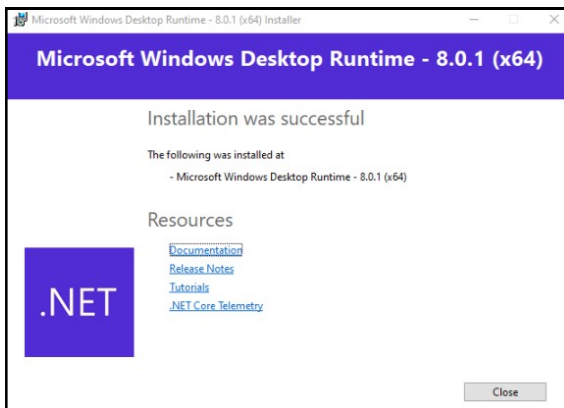 Microsoft Windows Desktop Runtime - 8.0.1 (x64) Installer
Microsoft Windows Desktop Runtime - 8.0.1 (x64)
Installation was successful
The following was installed at
- Microsoft Windows Desktop Runtime - 8.0.1 (x64)
Resources
Documentation
Release Notes
Tutorials
.NET Core Telemetry
.NET
Close